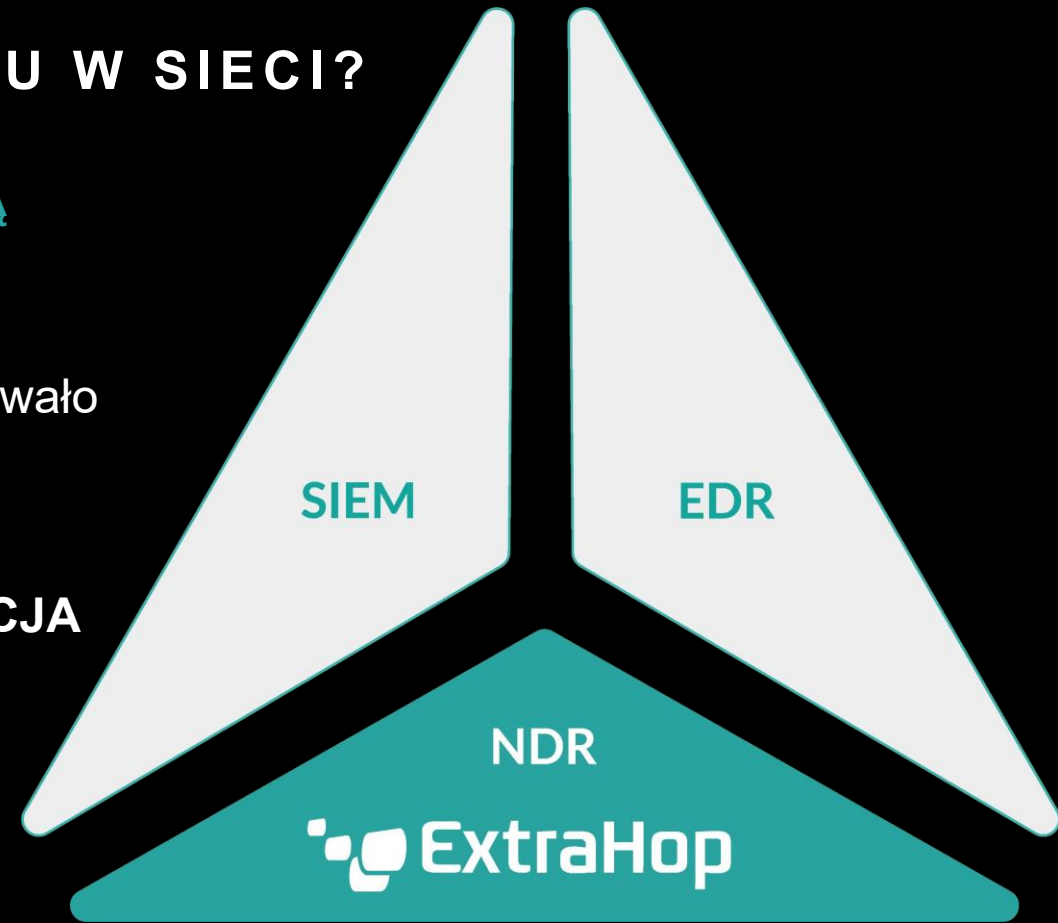 U W SIECI?
Ą
wało
SIEM
EDR
CJA
NDR
ExtraHop